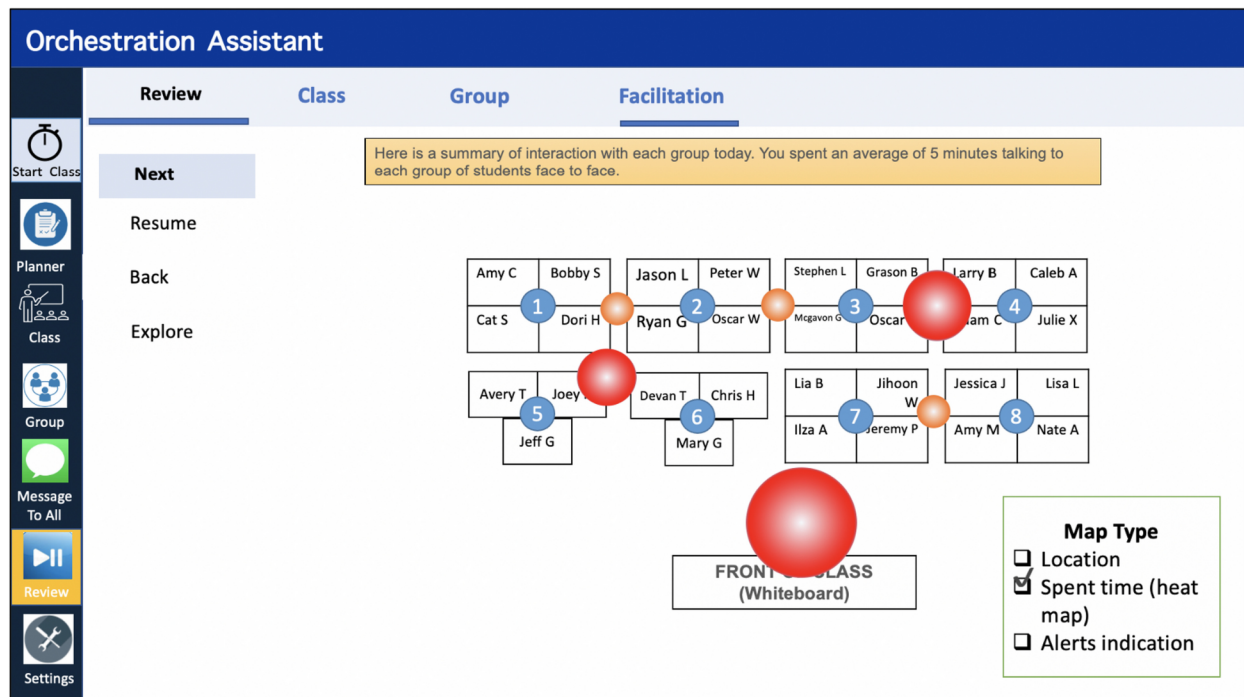 Orchestration Assistant
Review
Class
Group
Facilitation
Start Class
Planner
Class
Group
Message
To All
Review
Settings
Next
Resume
Back
Explore
Here is a summary of interaction with each group today. You spent an average of 5 minutes talking to
each group of students face to face.
Amy C
Bobby S
1
Cat S
Dori H
Jason L
Peter W
2
Ryan G
Oscar W
Stephen L
Grason B
3
Mcgavon G
Oscar
Larry B
Caleb A
4
C
Julie X
Avery T
Joey
5
Jeff G
Devan T
Chris H
6
Mary G
Lia B
Jihoon
W
7
Ilza A
Jeremy P
Jessica J
Lisa L
8
Amy M
Nate A
FRONT CLASS
(Whiteboard)
Map Type
Location
Spent time (heat
map)
Alerts indication